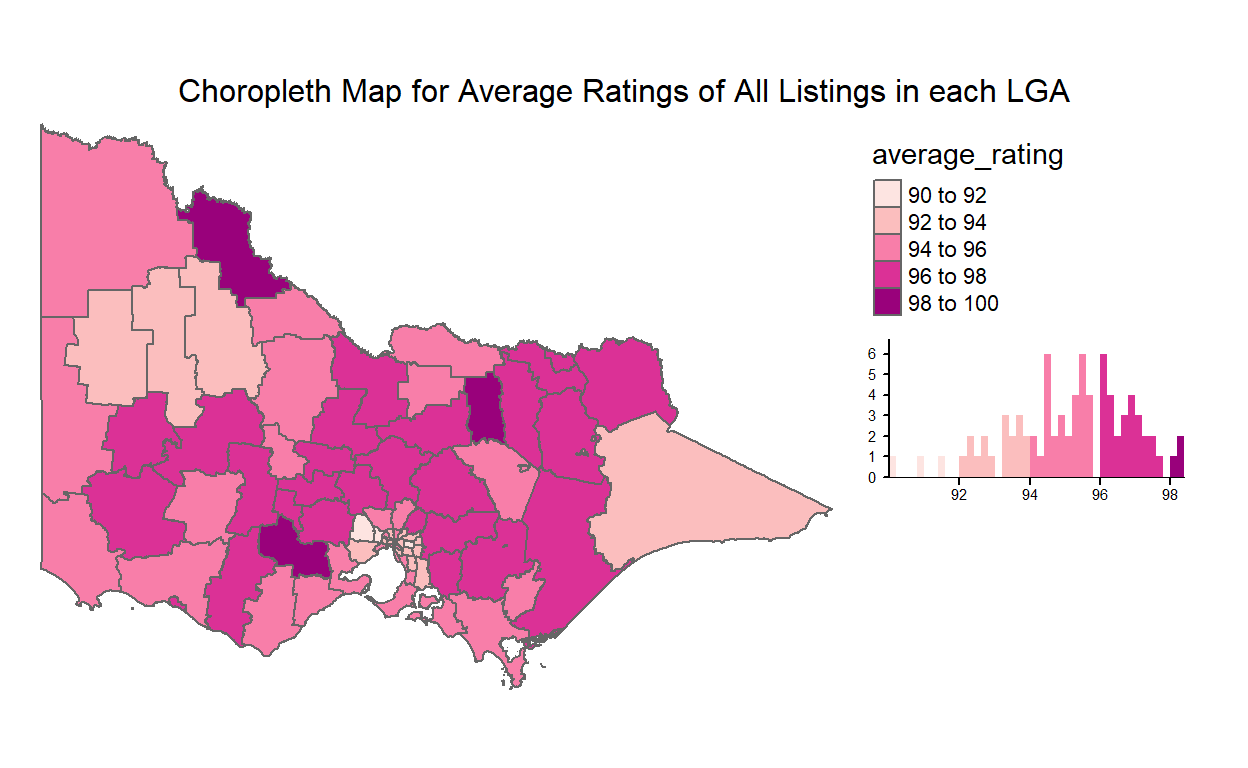 Choropleth Map for Average Ratings of All Listings in each LGA
average_rating
90 to 92
92 to 94
94 to 96
96 to 98
98 to 100
6
5
4
3
2
1
0
92 94 96 98